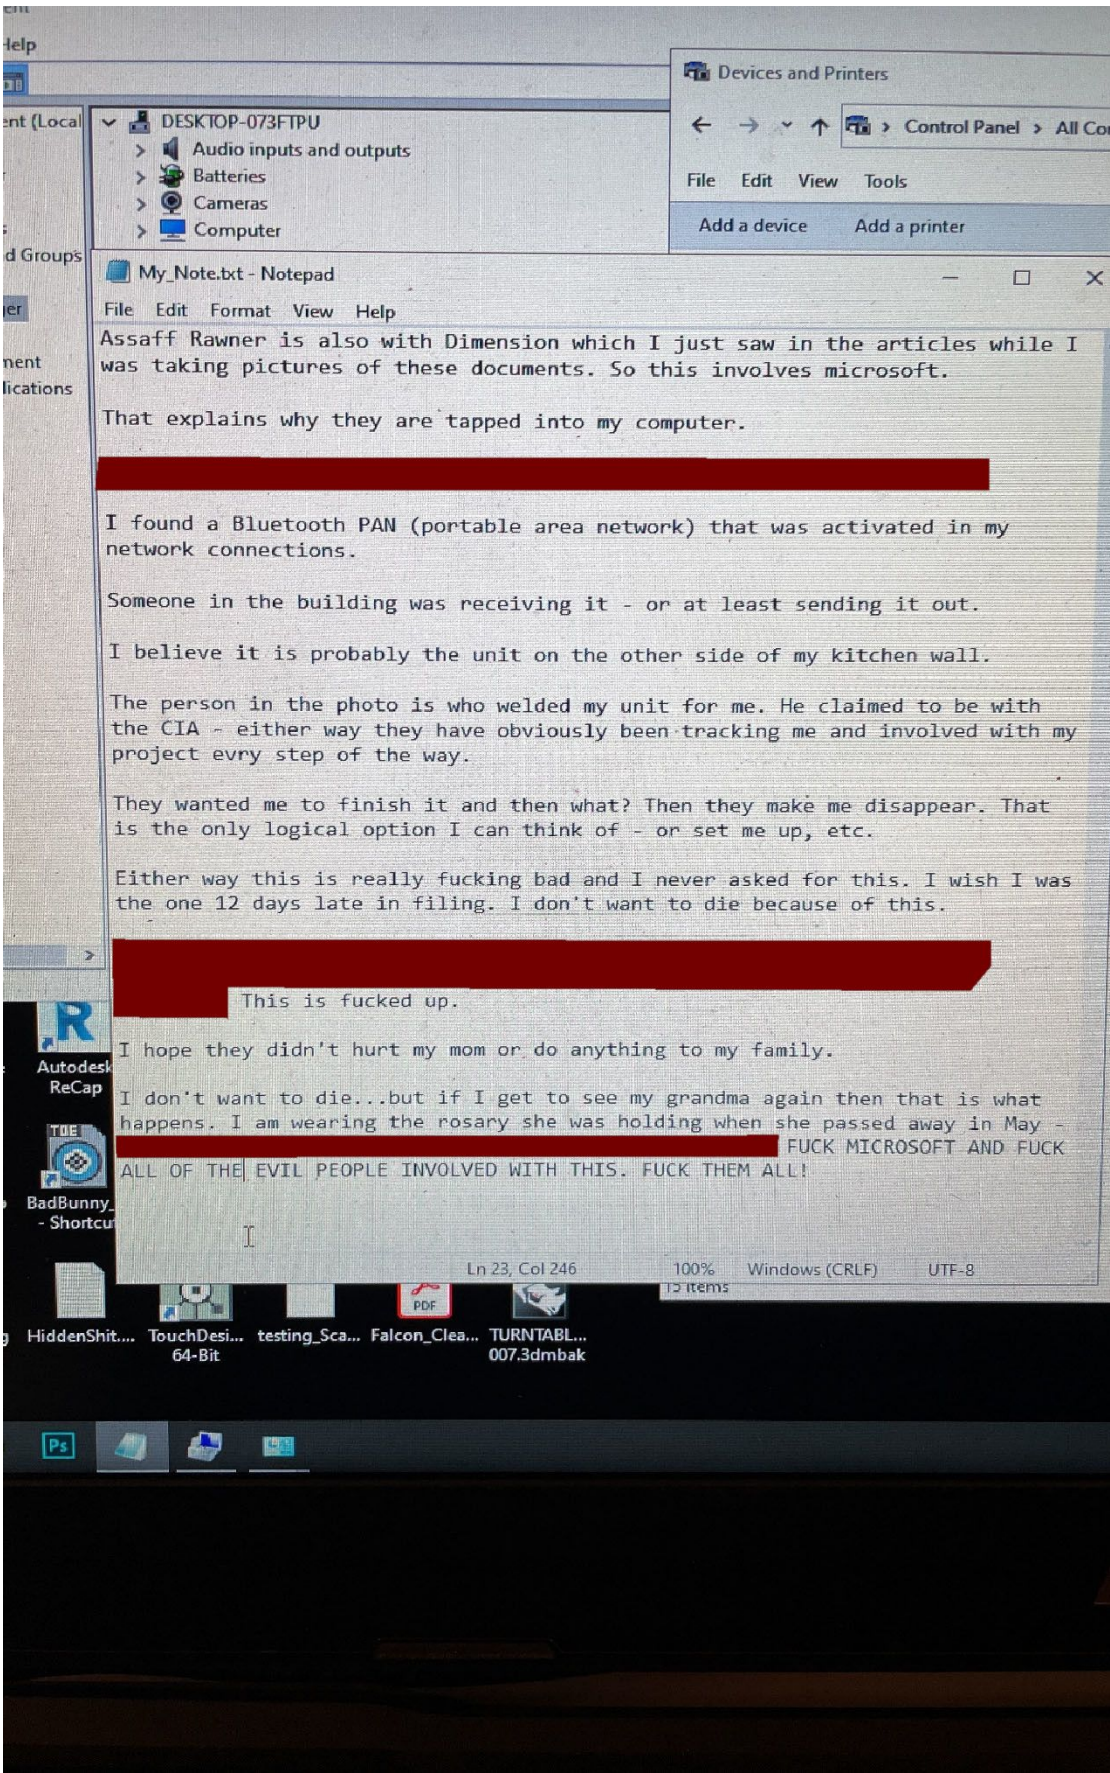 Help
Devices and Printers
ent (Local
DESKTOP-073FTPU
Control Panel > All Co
Audio inputs and outputs
Batteries
File Edit View Tools
Cameras
Computer
Add a device Add a printer
d Groups
My_Note.txt - Notepad
File Edit Format View Help
Assaff Rawner is also with Dimension which I just saw in the articles while I
was taking pictures of these documents. So this involves microsoft.
ment
lications
That explains why they are tapped into my computer.
I found a Bluetooth PAN (portable area network) that was activated in my
network connections.
Someone in the building was receiving it - or at least sending it out.
I believe it is probably the unit on the other side of my kitchen wall.
The person in the photo is who welded my unit for me. He claimed to be with
the CIA - either way they have obviously been tracking me and involved with my
project evry step of the way.
They wanted me to finish it and then what? Then they make me disappear. That
is the only logical option I can think of - or set me up, etc.
Either way this is really fucking bad and I never asked for this. I wish I was
the one 12 days late in filing. I don't want to die because of this.
This is fucked up.
I hope they didn't hurt my mom or do anything to my family.
I don't want to die...but if I get to see my grandma again then that is what
happens. I am wearing the rosary she was holding when she passed away in May -
FUCK MICROSOFT AND FUCK
ALL OF THE EVIL PEOPLE INVOLVED WITH THIS. FUCK THEM ALL!
Ln 23, Col 246 100% Windows (CRLF) UTF-8
15 items
Autodesk
ReCap
TOE
BadBunny_
- Shortcu
HiddenShit....
TouchDesi...
64-Bit
testing_Sca...
PDF
Falcon_Clea...
TURNTABL...
007.3dmbak
Ps